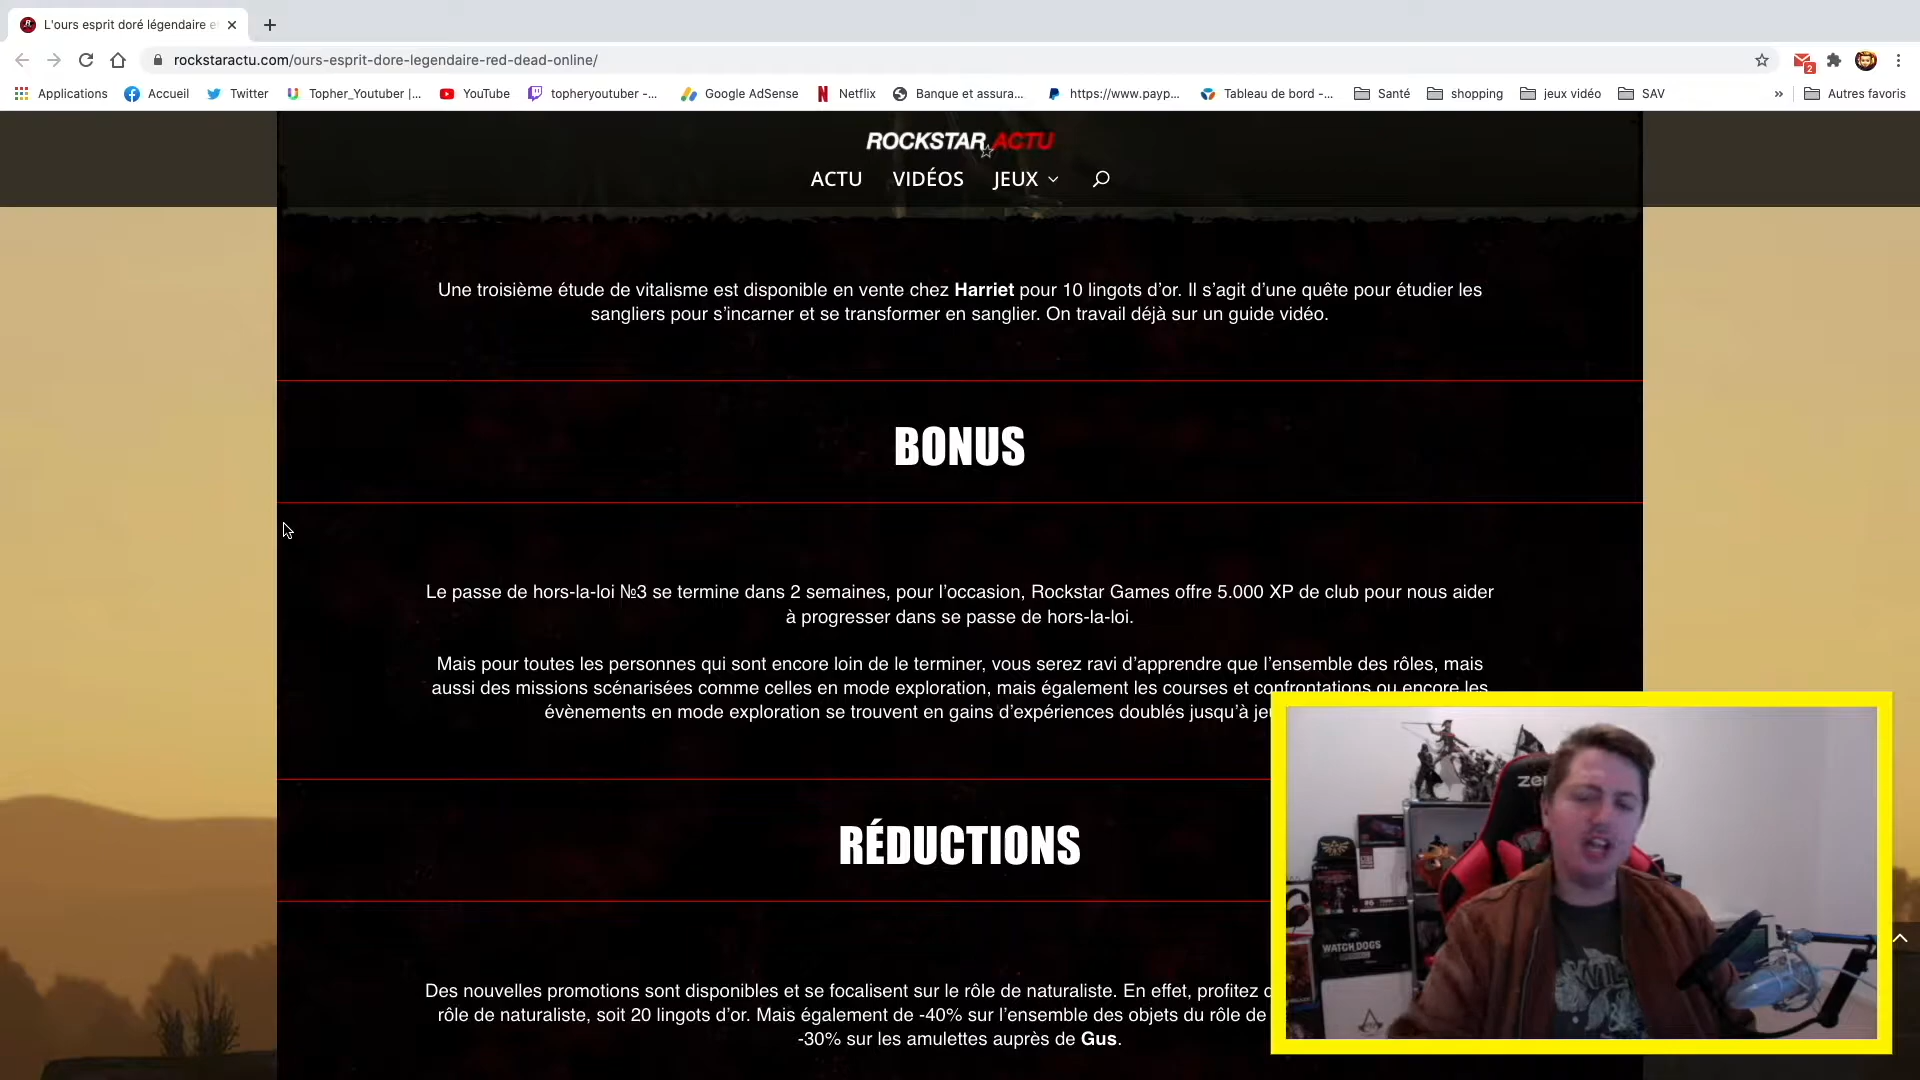 L'ours esprit doré légendaire e
rockstaractu.com/ours-esprit-dore-legendaire-red-dead-online/
2
Applications Accueil Twitter Topher_Youtuber |... YouTube topheryoutuber -... Google AdSense Netflix Banque et assura... https://www.payp... Tableau de bord -... Santé shopping jeux vidéo SAV » Autres favoris
ROCKSTAR ACTU
ACTU VIDÉOS JEUX
Une troisième étude de vitalisme est disponible en vente chez Harriet pour 10 lingots d'or. Il s'agit d'une quête pour étudier les
sangliers pour s'incarner et se transformer en sanglier. On travail déjà sur un guide vidéo.
BONUS
Le passe de hors-la-loi №3 se termine dans 2 semaines, pour l'occasion, Rockstar Games offre 5.000 XP de club pour nous aider
à progresser dans se passe de hors-la-loi.
Mais pour toutes les personnes qui sont encore loin de le terminer, vous serez ravi d'apprendre que l'ensemble des rôles, mais
aussi des missions scénarisées comme celles en mode exploration, mais également les courses et confrontations ou encore les
évènements en mode exploration se trouvent en gains d'expériences doublés jusqu'à
RÉDUCTIONS
Des nouvelles promotions sont disponibles et se focalisent sur le rôle de naturaliste. En effet, profitez
rôle de naturaliste, soit 20 lingots d'or. Mais également de -40% sur l'ensemble des objets du rôle de
-30% sur les amulettes auprès de Gus.
WATCH DOGS